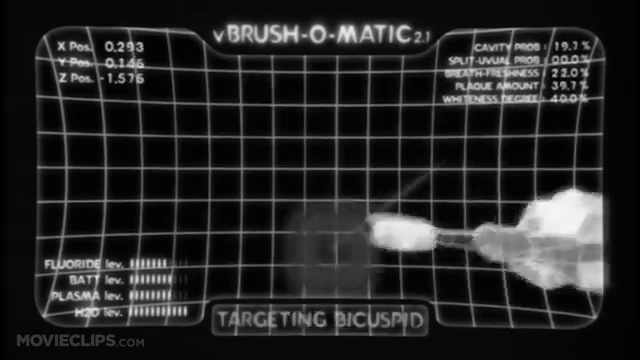 vBRUSH-O-MATIC 2.1
X Pos. 0.293
Y Pos. 0.146
Z Pos. -1.576
CAVITY PROB : 19.7%
SPLIT-UVUAL PROB : 00.0%
BREATH-FRESHNESS : 22.0%
PLAQUE AMOUNT : 39.7%
WHITENESS DEGREE : 40.0%
FLUORIDE lev.
BATT lev.
PLASMA lev.
H2O lev.
TARGETING BICUSPID
MOVIECLIPS.COM